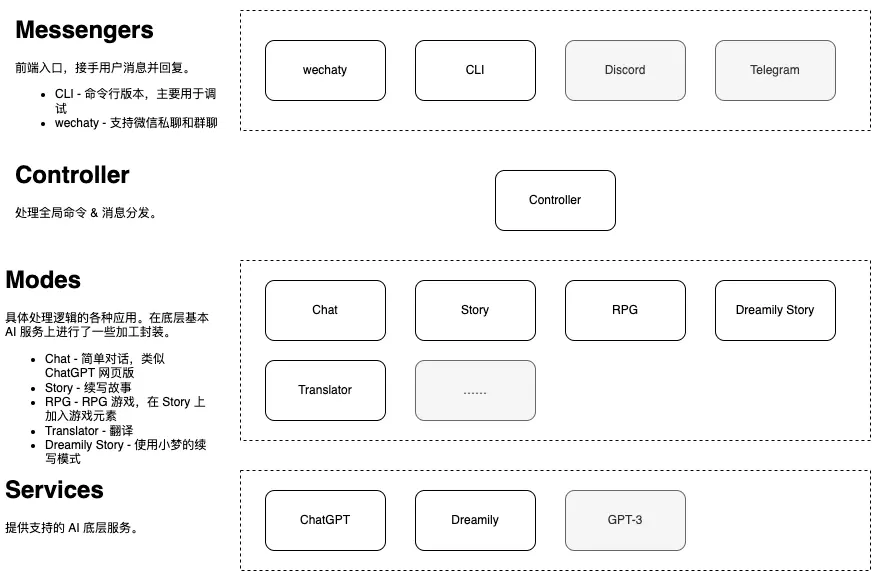 Messengers
前端入口，接手用户消息并回复。
• CLI - 命令行版本，主要用于调
试
• wechaty - 支持微信私聊和群聊
wechaty
CLI
Discord
Telegram
Controller
处理全局命令 & 消息分发。
Controller
Modes
具体处理逻辑的各种应用。在底层基本
AI 服务上进行了一些加工封装。
• Chat - 简单对话，类似
ChatGPT 网页版
• Story - 续写故事
• RPG - RPG 游戏，在 Story 上
加入游戏元素
• Translator - 翻译
• Dreamily Story - 使用小梦的续
写模式
Chat
Story
RPG
Dreamily Story
Translator
......
Services
提供支持的 AI 底层服务。
ChatGPT
Dreamily
GPT-3